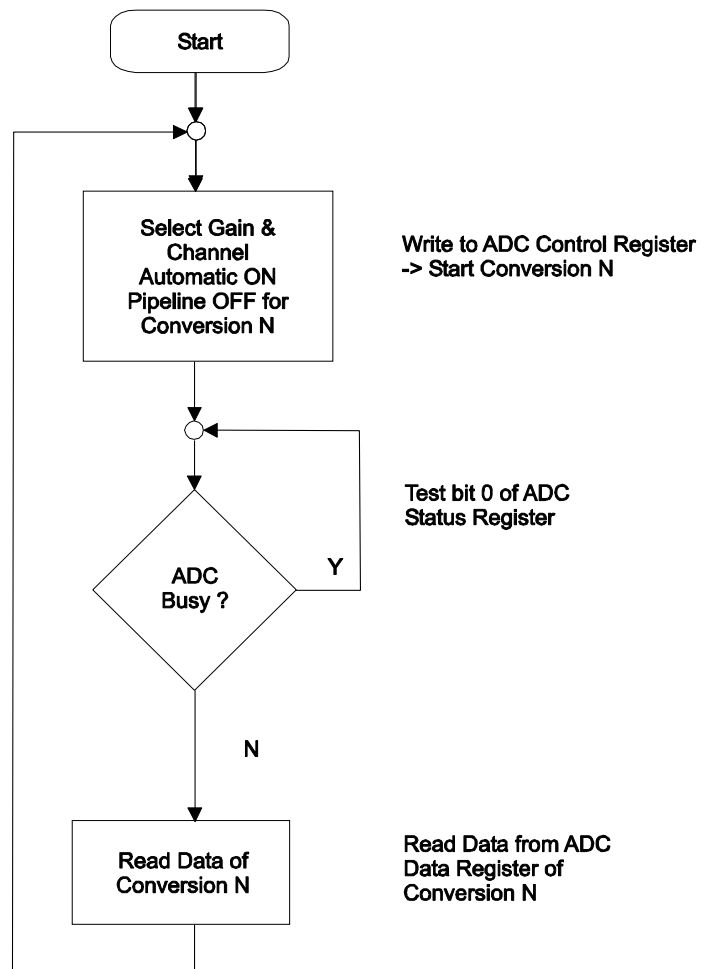 Start
Select Gain &
Channel
Automatic ON
Pipeline OFF for
Conversion N
Write to ADC Control Register
-> Start Conversion N
Test bit 0 of ADC
Status Register
ADC
Busy ?
Y
N
Read Data of
Conversion N
Read Data from ADC
Data Register of
Conversion N